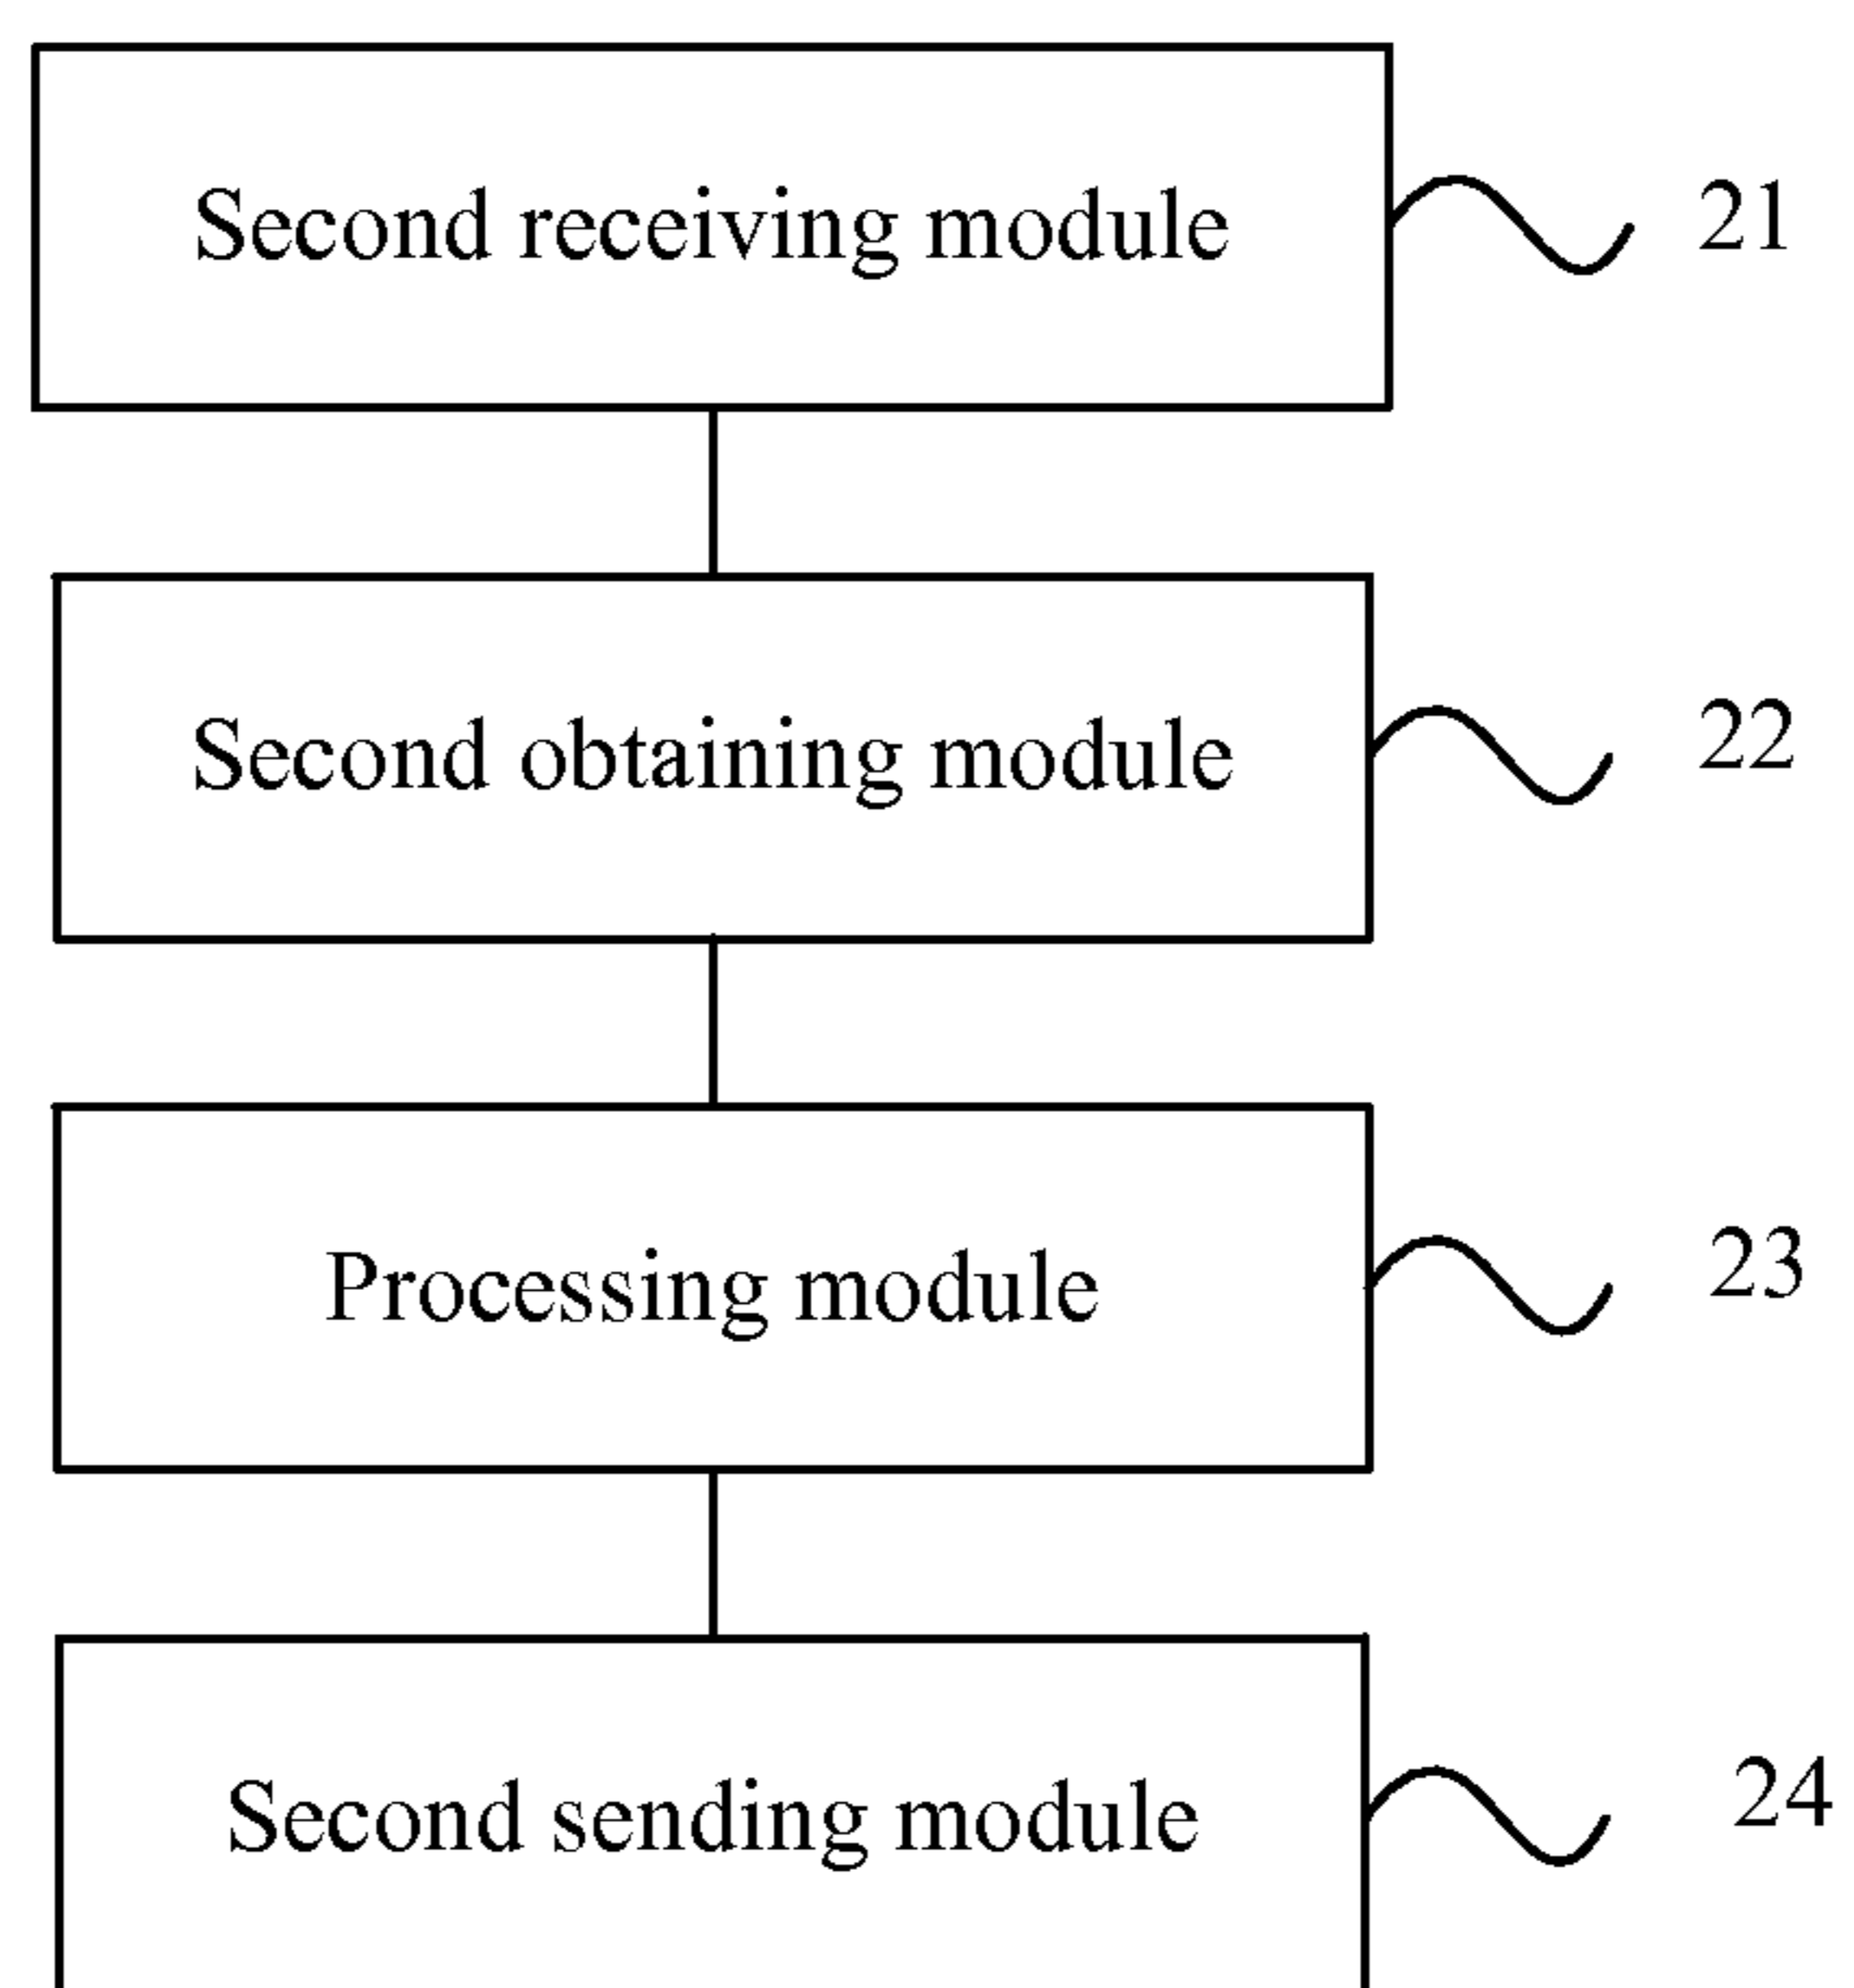 Second receiving module 21
Second obtaining module 22
Processing module 23
Second sending module 24